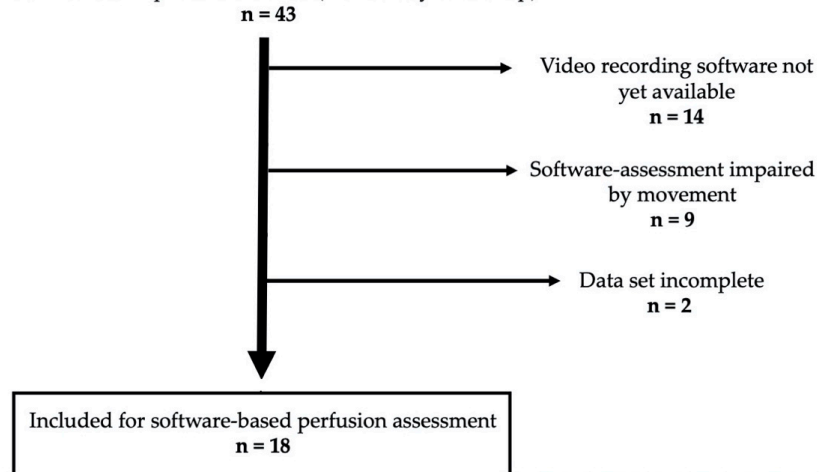 n = 43
Video recording software not
yet available
n = 14
Software-assessment impaired
by movement
n = 9
Data set incomplete
n = 2
Included for software-based perfusion assessment
n = 18